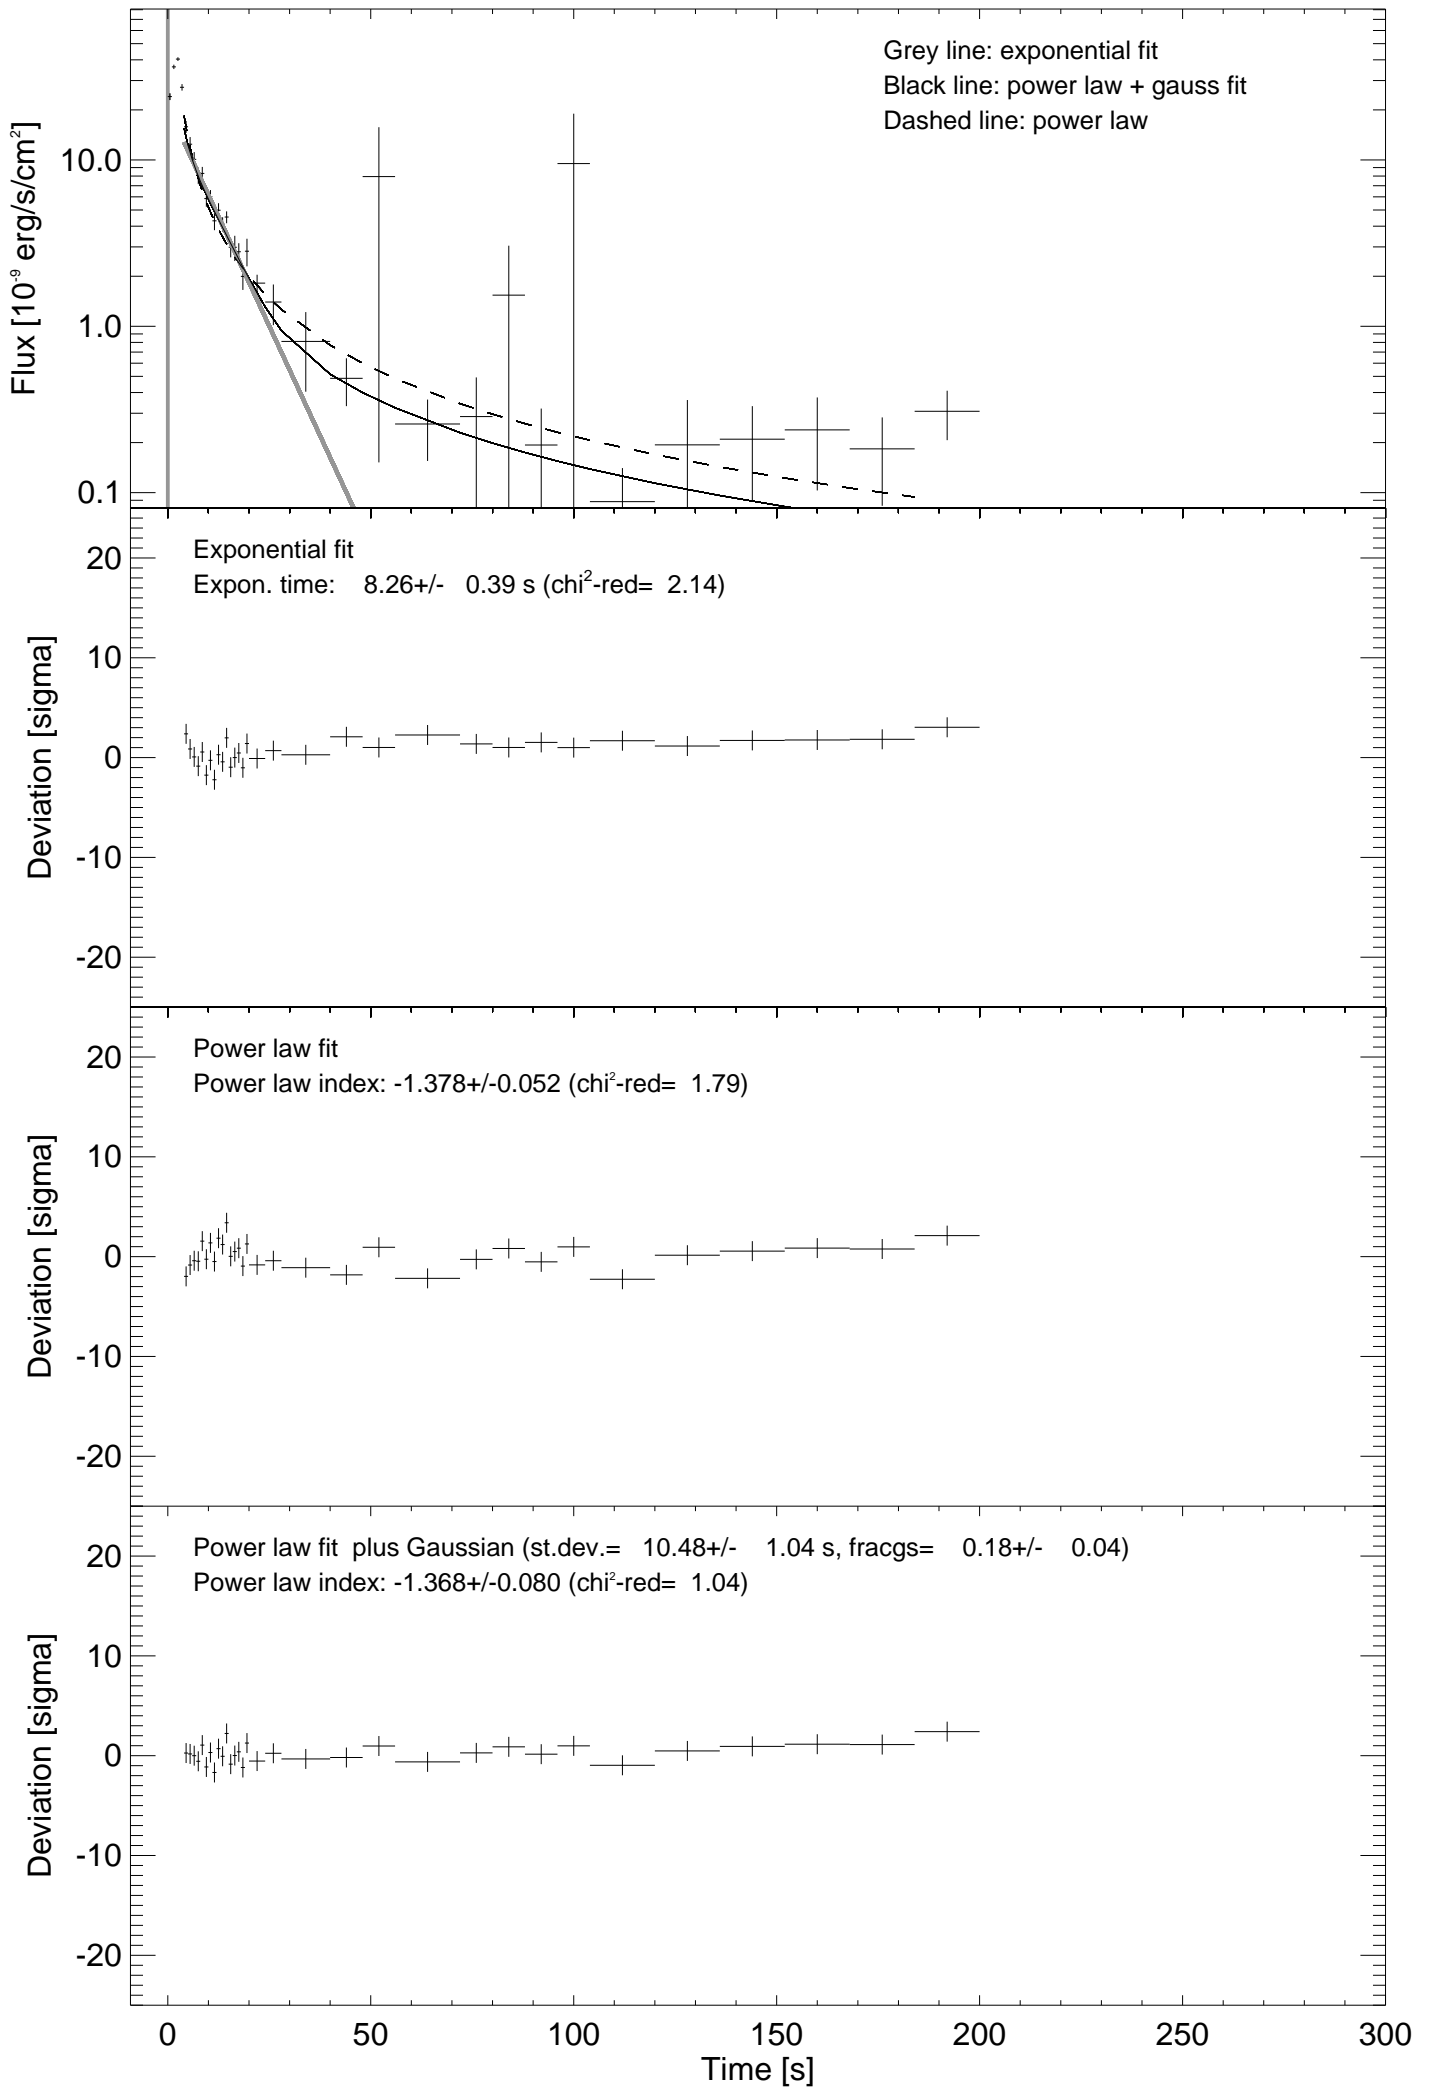 Grey line: exponential fit
Black line: power law + gauss fit
Dashed line: power law
Flux [10⁻⁹ erg/s/cm²]
10.0
1.0
0.1
Exponential fit
Expon. time: 8.26+/- 0.39 s (chi²-red= 2.14)
Deviation [sigma]
20
10
0
-10
-20
Power law fit
Power law index: -1.378+/-0.052 (chi²-red= 1.79)
Deviation [sigma]
20
10
0
-10
-20
Power law fit plus Gaussian (st.dev.= 10.48+/- 1.04 s, fracgs= 0.18+/- 0.04)
Power law index: -1.368+/-0.080 (chi²-red= 1.04)
Deviation [sigma]
20
10
0
-10
-20
0 50 100 150 200 250 300
Time [s]